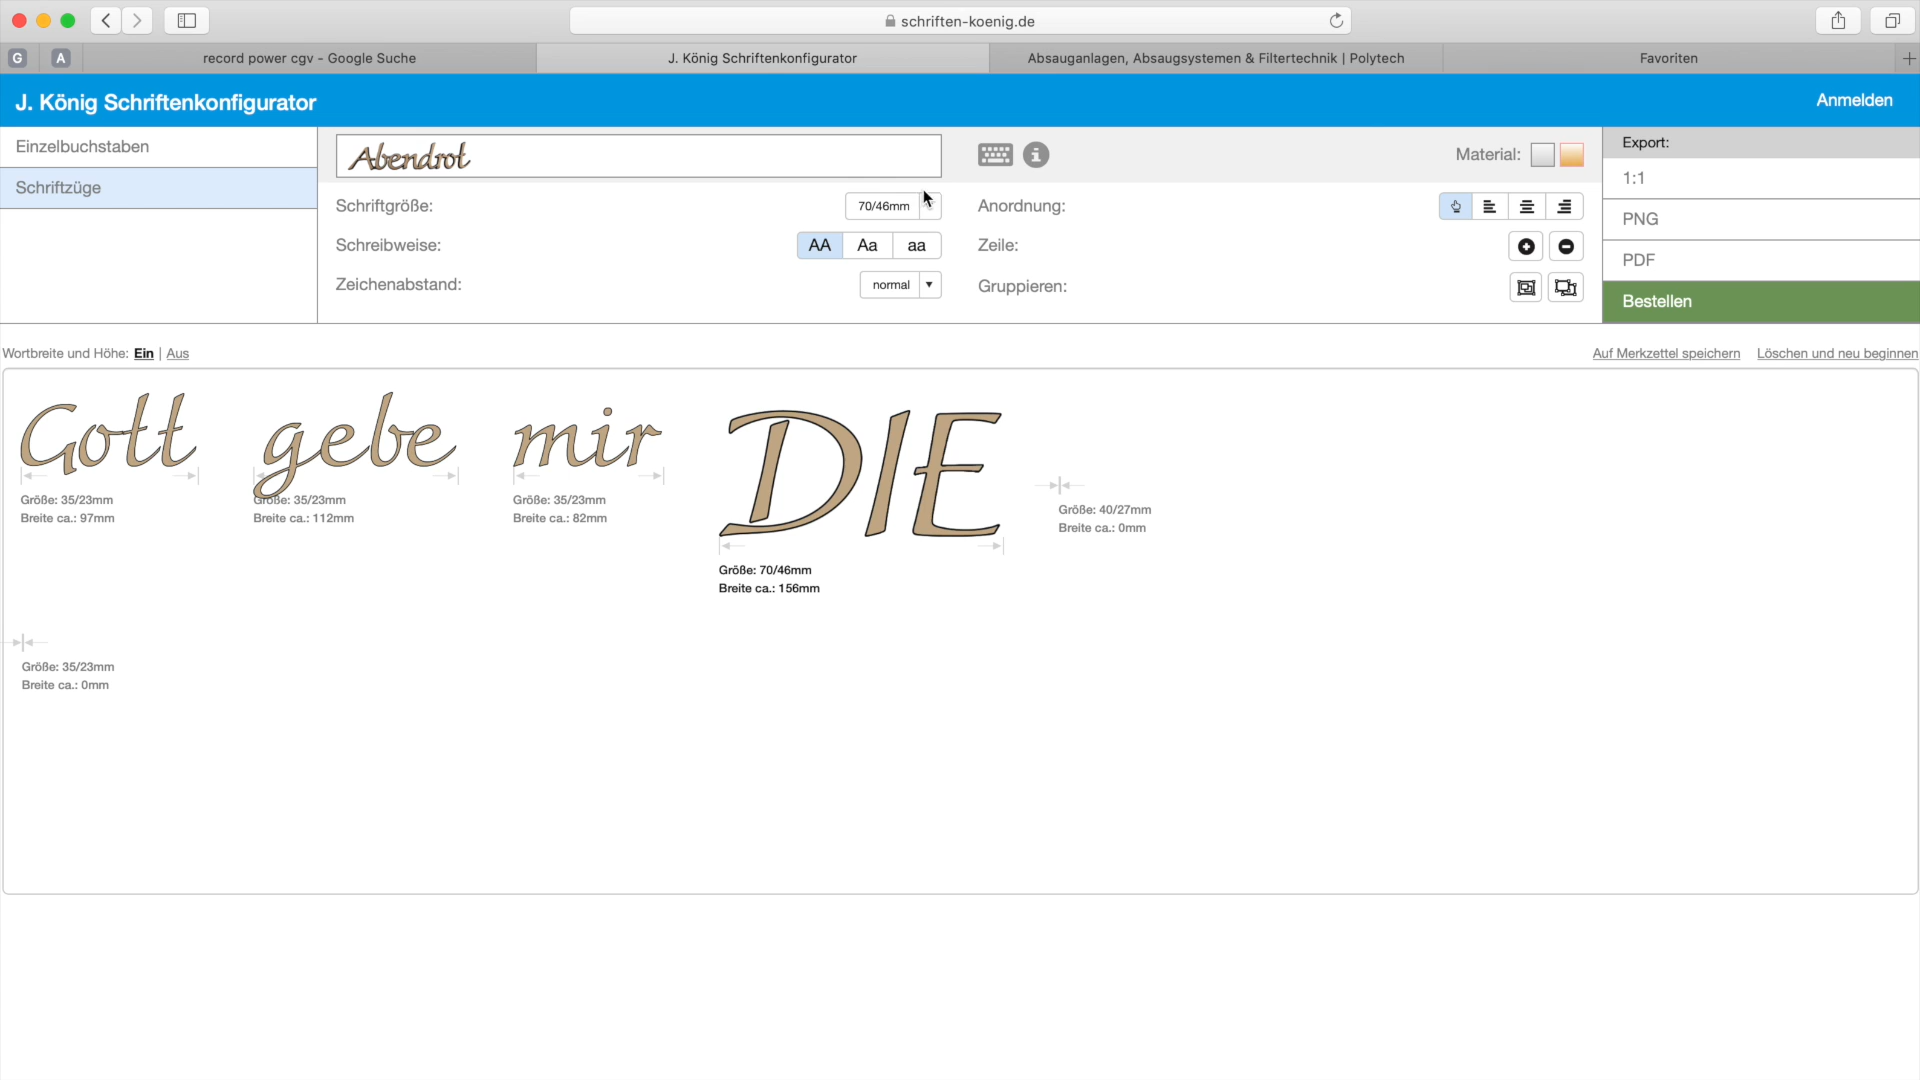 schriften-koenig.de
G
A
record power cgv - Google Suche
J. König Schriftenkonfigurator
Absauganlagen, Absaugsystemen & Filtertechnik | Polytech
Favoriten
J. König Schriftenkonfigurator
Anmelden
Einzelbuchstaben
Schriftzüge
Abendrot
Material:
Schriftgröße:
70/46mm
Anordnung:
Schreibweise:
AA
Aa
aa
Zeile:
Zeichenabstand:
normal
Gruppieren:
Export:
1:1
PNG
PDF
Bestellen
Wortbreite und Höhe: Ein | Aus
Auf Merkzettel speichern
Löschen und neu beginnen
Gott
gebe
mir
DIE
Größe: 35/23mm
Breite ca.: 97mm
Größe: 35/23mm
Breite ca.: 112mm
Größe: 35/23mm
Breite ca.: 82mm
Größe: 70/46mm
Breite ca.: 156mm
Größe: 40/27mm
Breite ca.: 0mm
Größe: 35/23mm
Breite ca.: 0mm